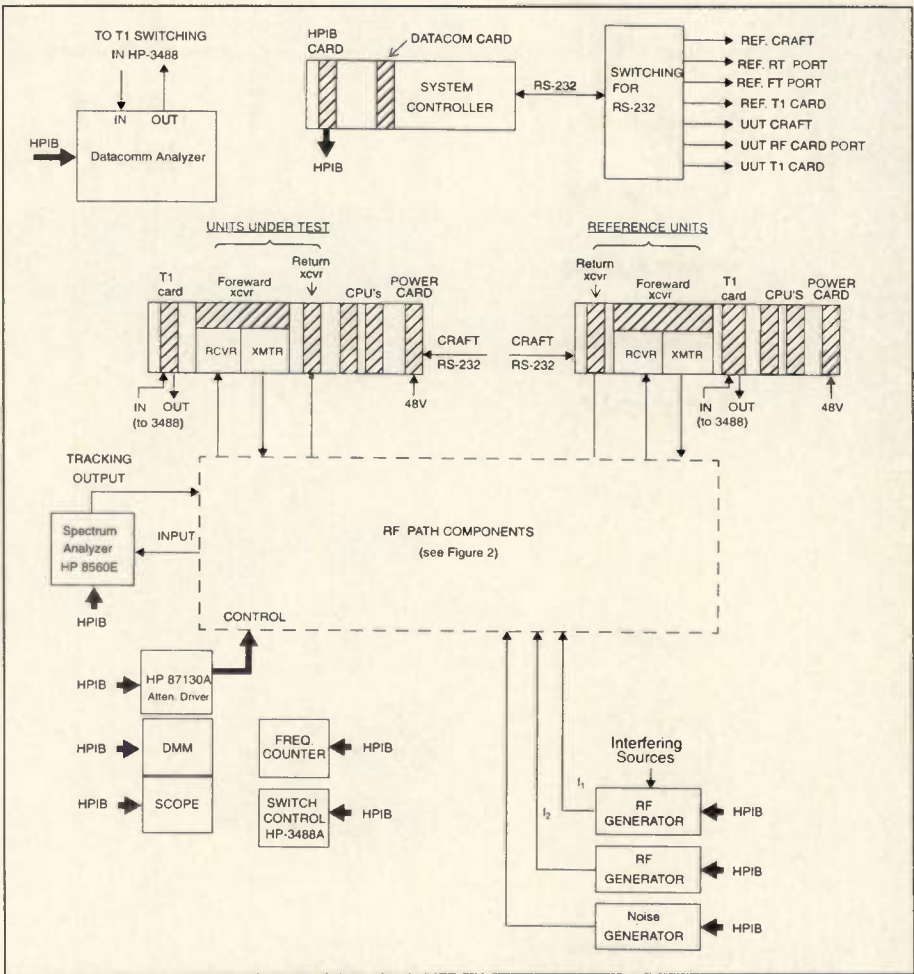 TO T1 SWITCHING
IN HP-3488
IN OUT
HPIB
Datacomm Analyzer
HPIB
CARD
DATACOM CARD
SYSTEM
CONTROLLER
HPIB
RS-232
SWITCHING
FOR
RS-232
REF. CRAFT
REF. RT PORT
REF. FT PORT
REF. T1 CARD
UUT CRAFT
UUT RF CARD PORT
UUT T1 CARD
UNITS UNDER TEST
T1
card
Foreward
xcvr
Return
xcvr
CPU's
POWER
CARD
RCVR
XMTR
IN OUT
(to 3488)
48V
CRAFT
RS-232
REFERENCE UNITS
CRAFT
RS-232
Return
xcvr
Foreward
xcvr
T1
card
CPU'S
POWER
CARD
RCVR
XMTR
IN OUT
(to 3488)
48V
TRACKING
OUTPUT
Spectrum
Analyzer
HP 8560E
INPUT
HPIB
RF PATH COMPONENTS
(see Figure 2)
CONTROL
HPIB
HP 87130A
Atten. Driver
HPIB
DMM
HPIB
SCOPE
FREQ.
COUNTER
HPIB
SWITCH
CONTROL
HP-3488A
HPIB
Interfering
Sources
f1
f2
RF
GENERATOR
HPIB
RF
GENERATOR
HPIB
Noise
GENERATOR
HPIB